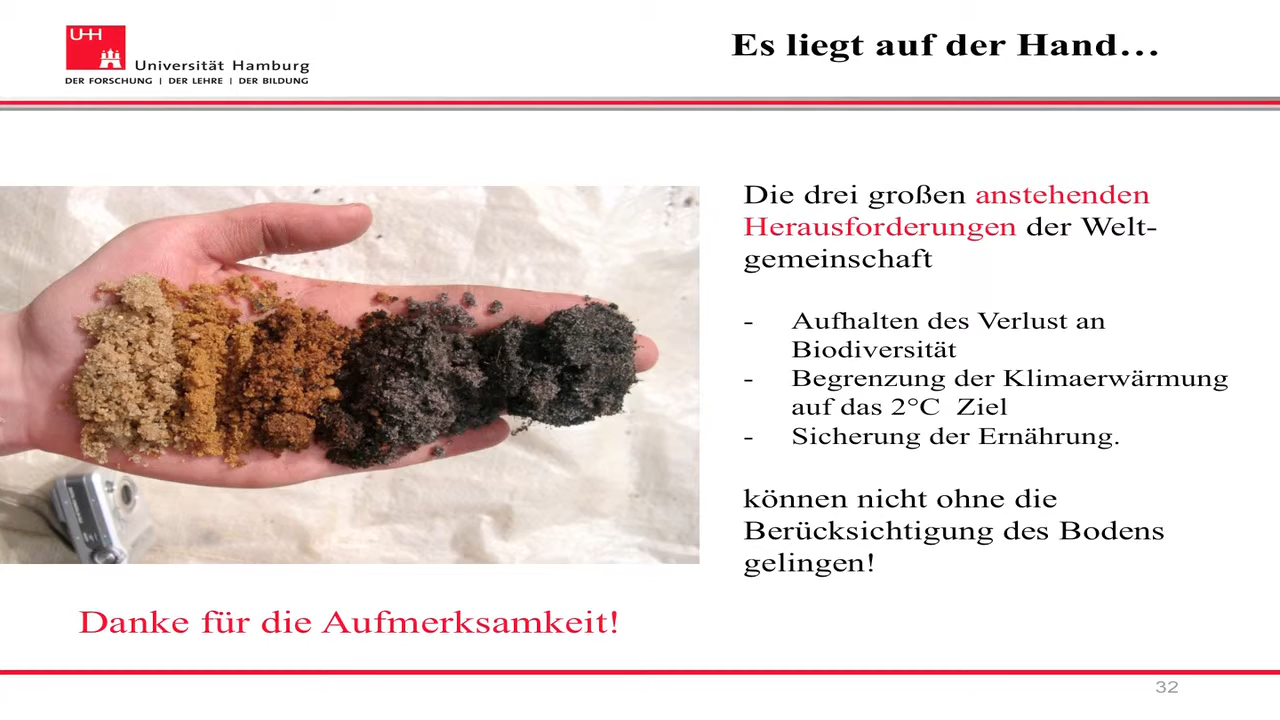 UHH
Universität Hamburg
DER FORSCHUNG | DER LEHRE | DER BILDUNG
Es liegt auf der Hand…
Die drei großen anstehenden
Herausforderungen der Welt-
gemeinschaft
- Aufhalten des Verlust an
Biodiversität
- Begrenzung der Klimaerwärmung
auf das 2°C Ziel
- Sicherung der Ernährung.
können nicht ohne die
Berücksichtigung des Bodens
gelingen!
Danke für die Aufmerksamkeit!
32